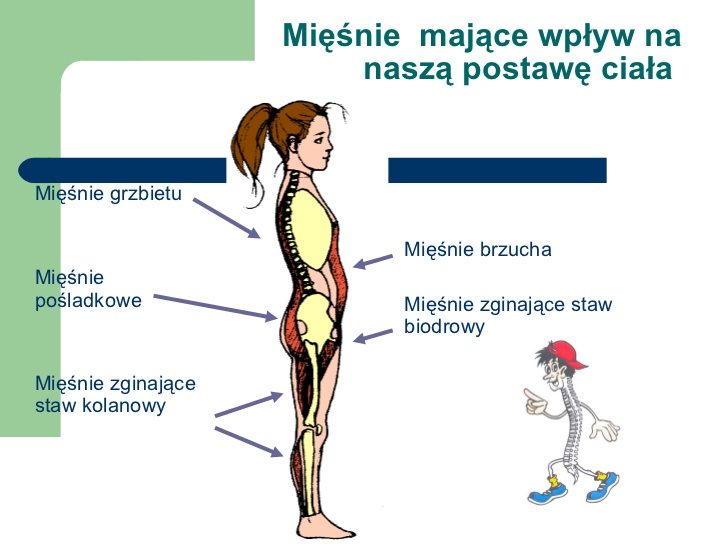 Mięśnie  mające wpływ na
naszą postawę ciała
Mięśnie grzbietu
Mięśnie
pośladkowe
Mięśnie zginające
staw kolanowy
Mięśnie brzucha
Mięśnie zginające staw
biodrowy